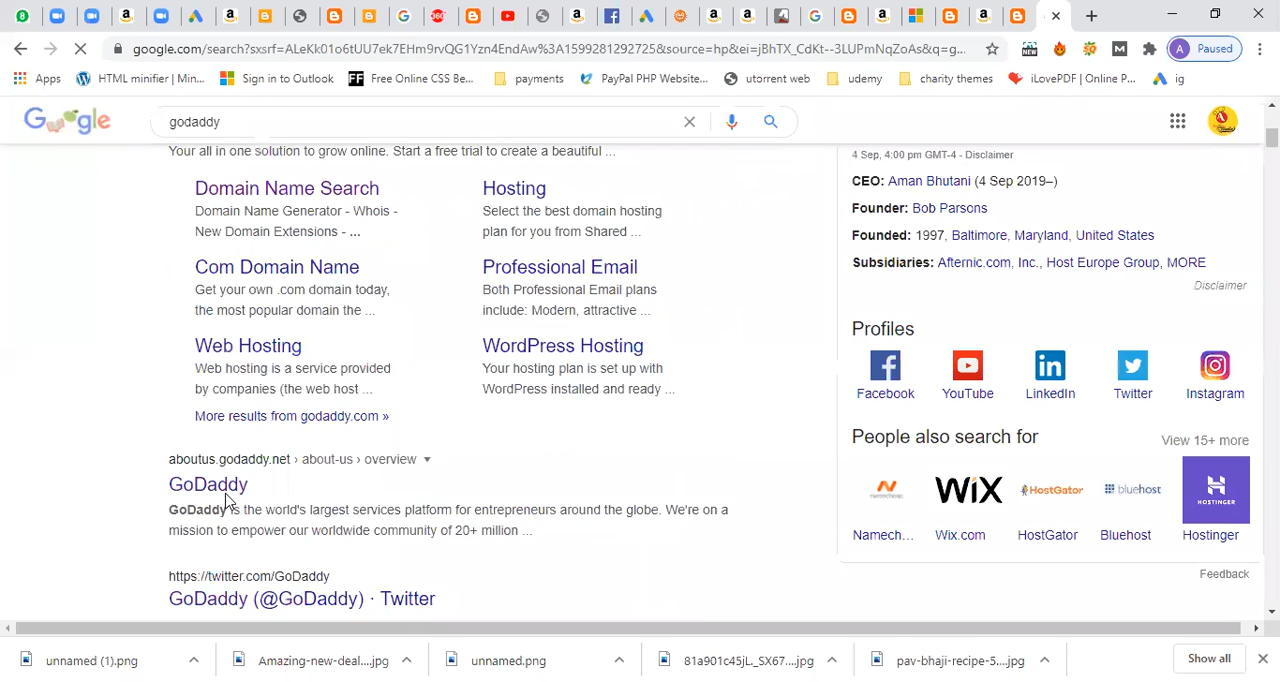 google.com/search?sxsrf=ALeKk01o6tUU7ek7EHm9rvQG1Yzn4EndAw%3A1599281292725&source=hp&ei=jBhTX_CdKt--3LUPmNqZoAs&q=g...
A Paused
Apps HTML minifier | Min... Sign in to Outlook FF Free Online CSS Be... payments PayPal PHP Website... utorrent web udemy charity themes iLovePDF | Online P... ig
godaddy
Your all in one solution to grow online. Start a free trial to create a beautiful ...
Domain Name Search
Domain Name Generator - Whois -
New Domain Extensions - ...
Hosting
Select the best domain hosting
plan for you from Shared ...
Com Domain Name
Get your own .com domain today,
the most popular domain the ...
Professional Email
Both Professional Email plans
include: Modern, attractive ...
Web Hosting
Web hosting is a service provided
by companies (the web host ...
WordPress Hosting
Your hosting plan is set up with
WordPress installed and ready ...
More results from godaddy.com »
aboutus.godaddy.net › about-us › overview
GoDaddy
GoDaddy is the world's largest services platform for entrepreneurs around the globe. We're on a
mission to empower our worldwide community of 20+ million ...
https://twitter.com/GoDaddy
GoDaddy (@GoDaddy) · Twitter
4 Sep, 4:00 pm GMT-4 - Disclaimer
CEO: Aman Bhutani (4 Sep 2019–)
Founder: Bob Parsons
Founded: 1997, Baltimore, Maryland, United States
Subsidiaries: Afternic.com, Inc., Host Europe Group, MORE
Disclaimer
Profiles
Facebook YouTube LinkedIn Twitter Instagram
People also search for View 15+ more
namecheap WiX HostGator bluehost HOSTINGER
Namech... Wix.com HostGator Bluehost Hostinger
Feedback
unnamed (1).png Amazing-new-deal....jpg unnamed.png 81a901c45jL._SX67....jpg pav-bhaji-recipe-5....jpg Show all